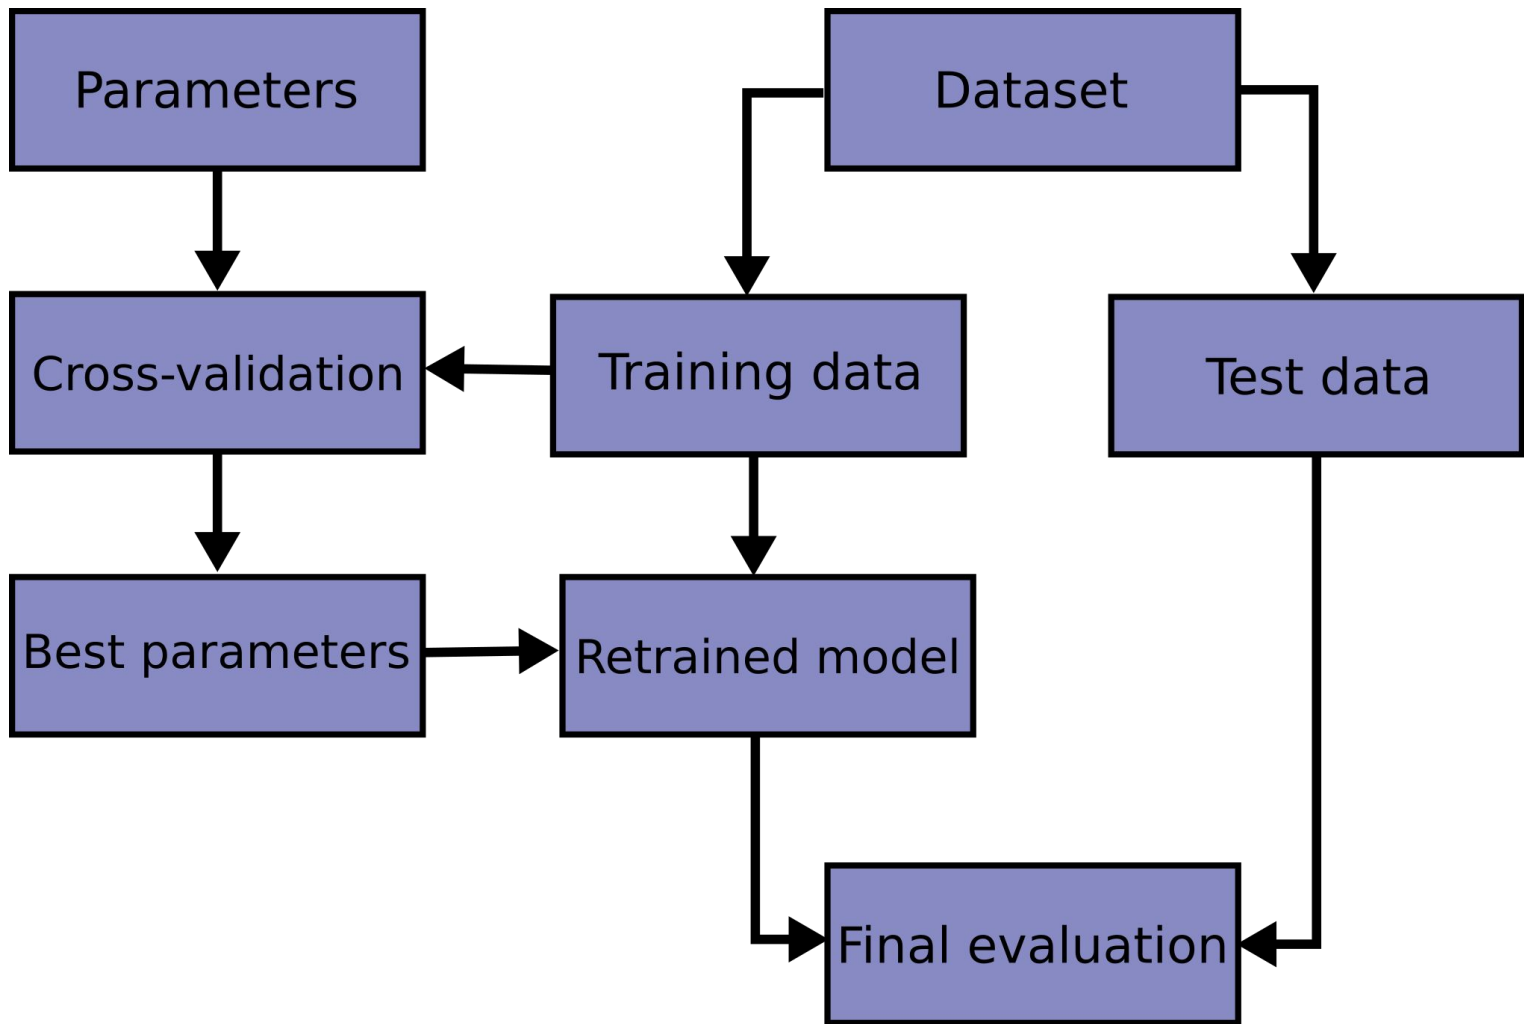 Parameters
Dataset
Cross-validation
Training data
Test data
Best parameters
Retrained model
Final evaluation